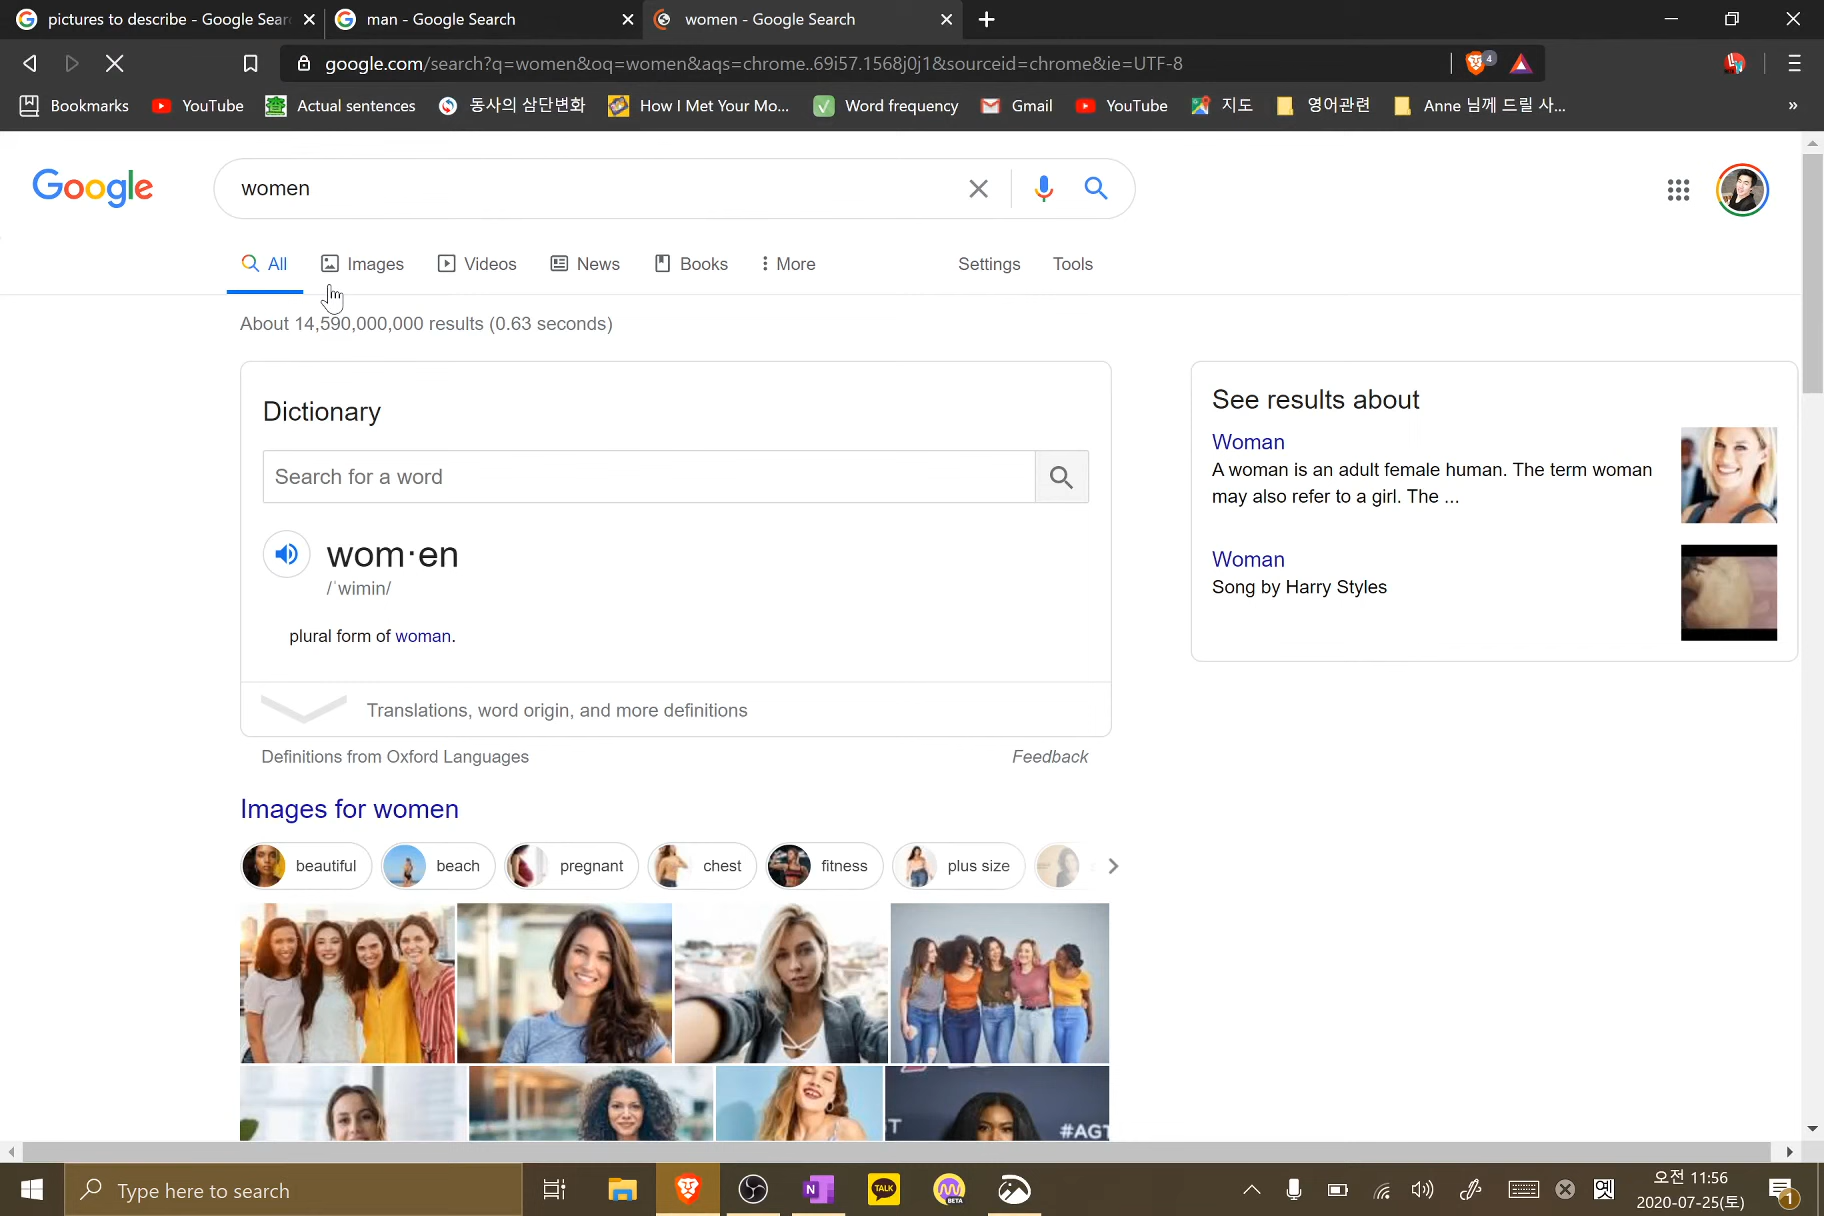 pictures to describe - Google Sear
man - Google Search
women - Google Search
google.com/search?q=women&oq=women&aqs=chrome..69i57.1568j0j1&sourceid=chrome&ie=UTF-8
4
Bookmarks YouTube Actual sentences 동사의 삼단변화 How I Met Your Mo... Word frequency Gmail YouTube 지도 영어관련 Anne 님께 드릴 사... »
Google
women
All Images Videos News Books More Settings Tools
About 14,590,000,000 results (0.63 seconds)
Dictionary
Search for a word
wom·en
/ˈwimin/
plural form of woman.
Translations, word origin, and more definitions
Definitions from Oxford Languages
Feedback
See results about
Woman
A woman is an adult female human. The term woman
may also refer to a girl. The ...
Woman
Song by Harry Styles
Images for women
beautiful beach pregnant chest fitness plus size
#AGT
Type here to search
N
TALK
BETA
오전 11:56
2020-07-25(토)
1